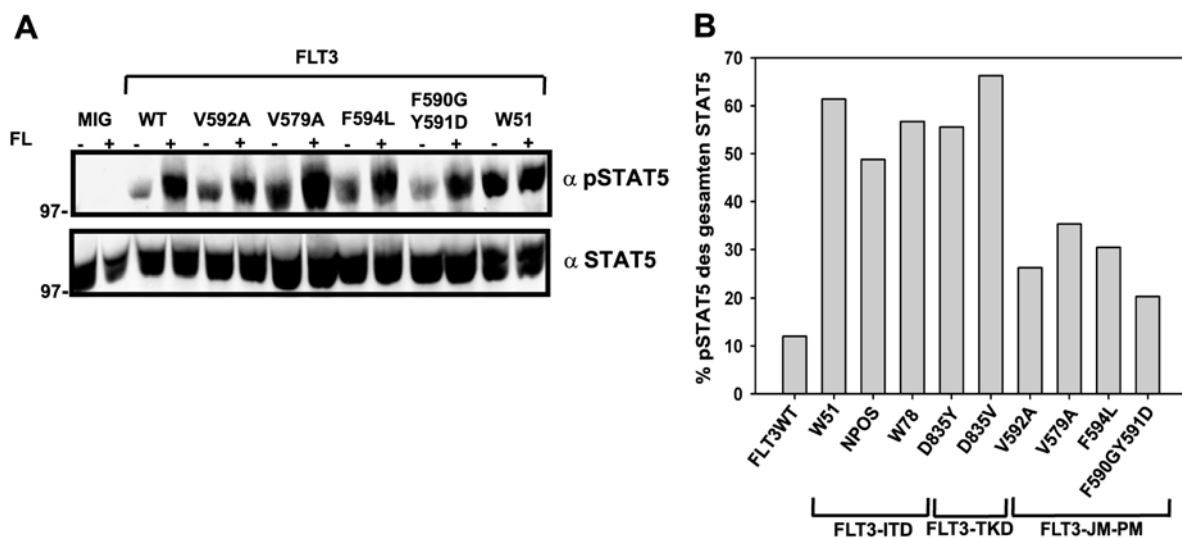 A
FLT3
MIG WT V592A V579A F594L F590G Y591D W51
FL - + - + - + - + - + - + - +
α pSTAT5
97-
α STAT5
97-
B
% pSTAT5 des gesamten STAT5
70
60
50
40
30
20
10
0
FLT3WT
W51
NPOS
W78
D835Y
D835V
V592A
V579A
F594L
F590GY591D
FLT3-ITD FLT3-TKD FLT3-JM-PM